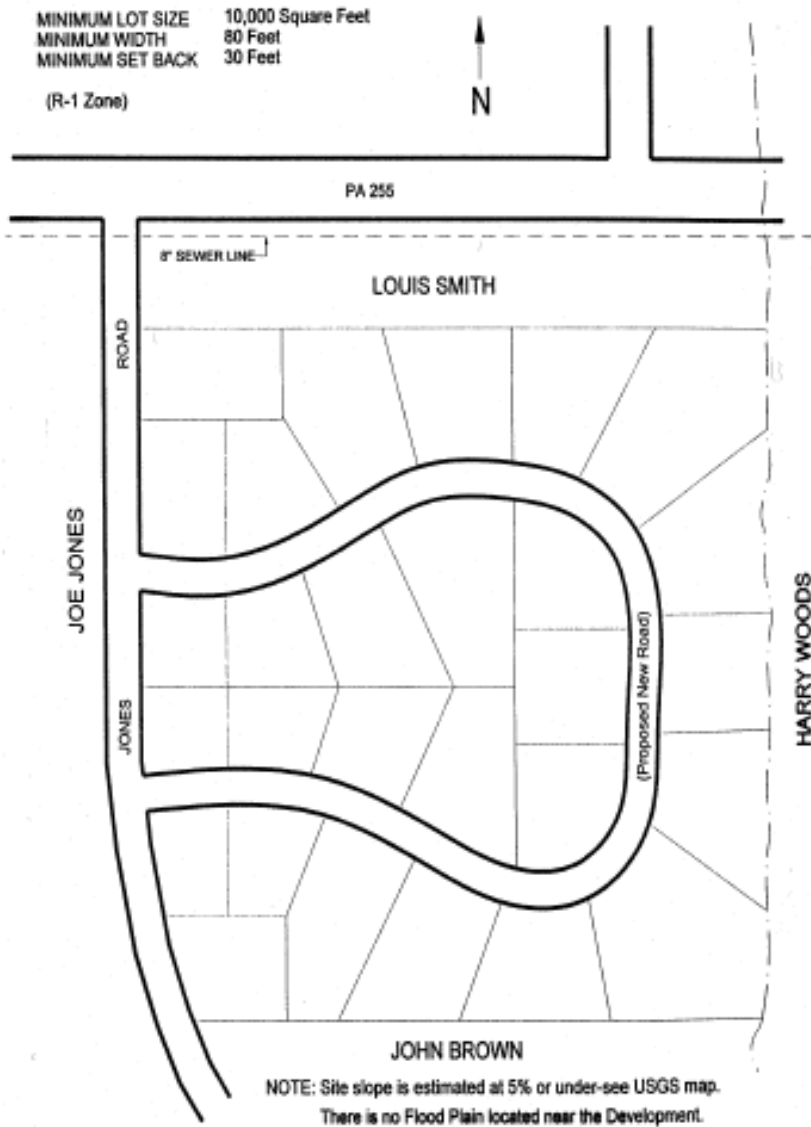 MINIMUM LOT SIZE 10,000 Square Feet
MINIMUM WIDTH 80 Feet
MINIMUM SET BACK 30 Feet
(R-1 Zone)
N
PA 255
8" SEWER LINE
LOUIS SMITH
ROAD
JOE JONES
JONES
(Proposed New Road)
HARRY WOODS
JOHN BROWN
NOTE: Site slope is estimated at 5% or under-see USGS map.
There is no Flood Plain located near the Development.